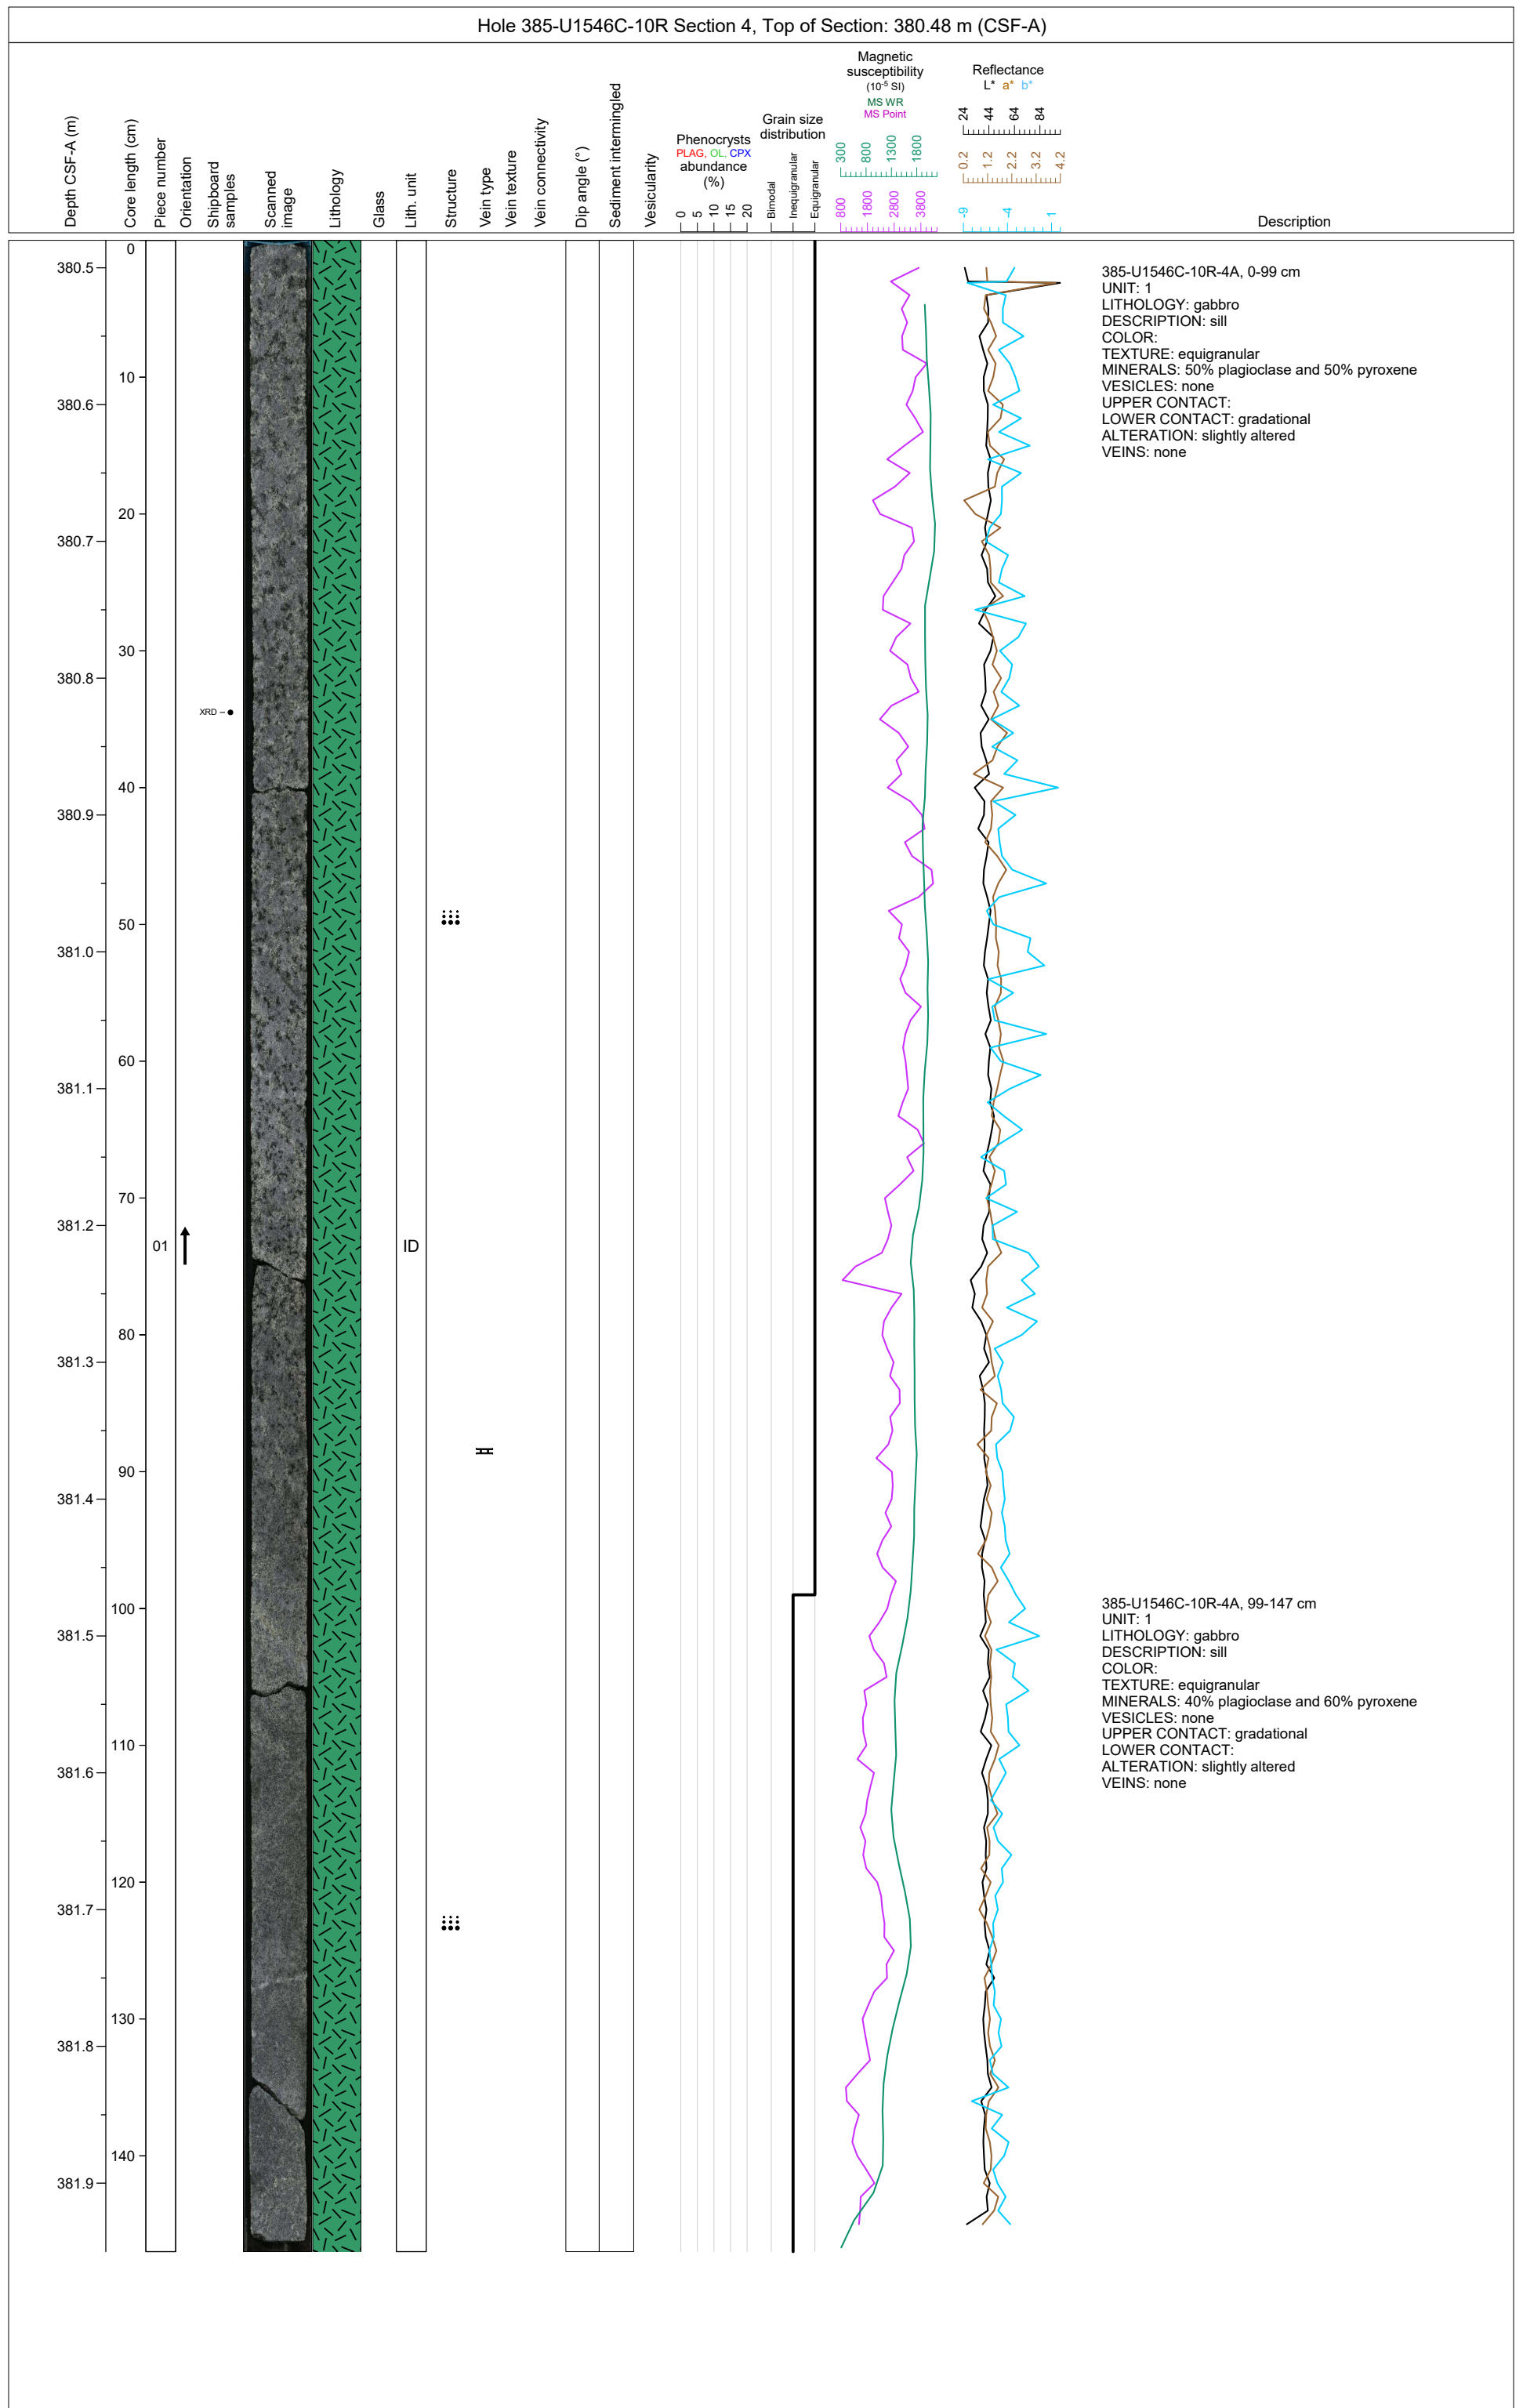 Hole 385-U1546C-10R Section 4, Top of Section: 380.48 m (CSF-A)
Depth CSF-A (m)
Core length (cm)
Piece number
Orientation
Shipboard
samples
Scanned
image
Lithology
Glass
Lith. unit
Structure
Vein type
Vein texture
Vein connectivity
Dip angle (°)
Sediment intermingled
Vesicularity
Phenocrysts
PLAG, OL, CPX
abundance
(%)
0 5 10 15 20
Grain size
distribution
Bimodal
Inequigranular
Equigranular
Magnetic
susceptibility
(10-5 SI)
MS WR
MS Point
300 800 1300 1800
800 1800 2800 3800
Reflectance
L* a* b*
24 44 64 84
0.2 1.2 2.2 3.2 4.2
-9 -4 1
Description
380.5
380.6
380.7
380.8
380.9
381.0
381.1
381.2
381.3
381.4
381.5
381.6
381.7
381.8
381.9
0
10
20
30
40
50
60
70
80
90
100
110
120
130
140
01
XRD
ID
385-U1546C-10R-4A, 0-99 cm
UNIT: 1
LITHOLOGY: gabbro
DESCRIPTION: sill
COLOR:
TEXTURE: equigranular
MINERALS: 50% plagioclase and 50% pyroxene
VESICLES: none
UPPER CONTACT:
LOWER CONTACT: gradational
ALTERATION: slightly altered
VEINS: none
385-U1546C-10R-4A, 99-147 cm
UNIT: 1
LITHOLOGY: gabbro
DESCRIPTION: sill
COLOR:
TEXTURE: equigranular
MINERALS: 40% plagioclase and 60% pyroxene
VESICLES: none
UPPER CONTACT: gradational
LOWER CONTACT:
ALTERATION: slightly altered
VEINS: none